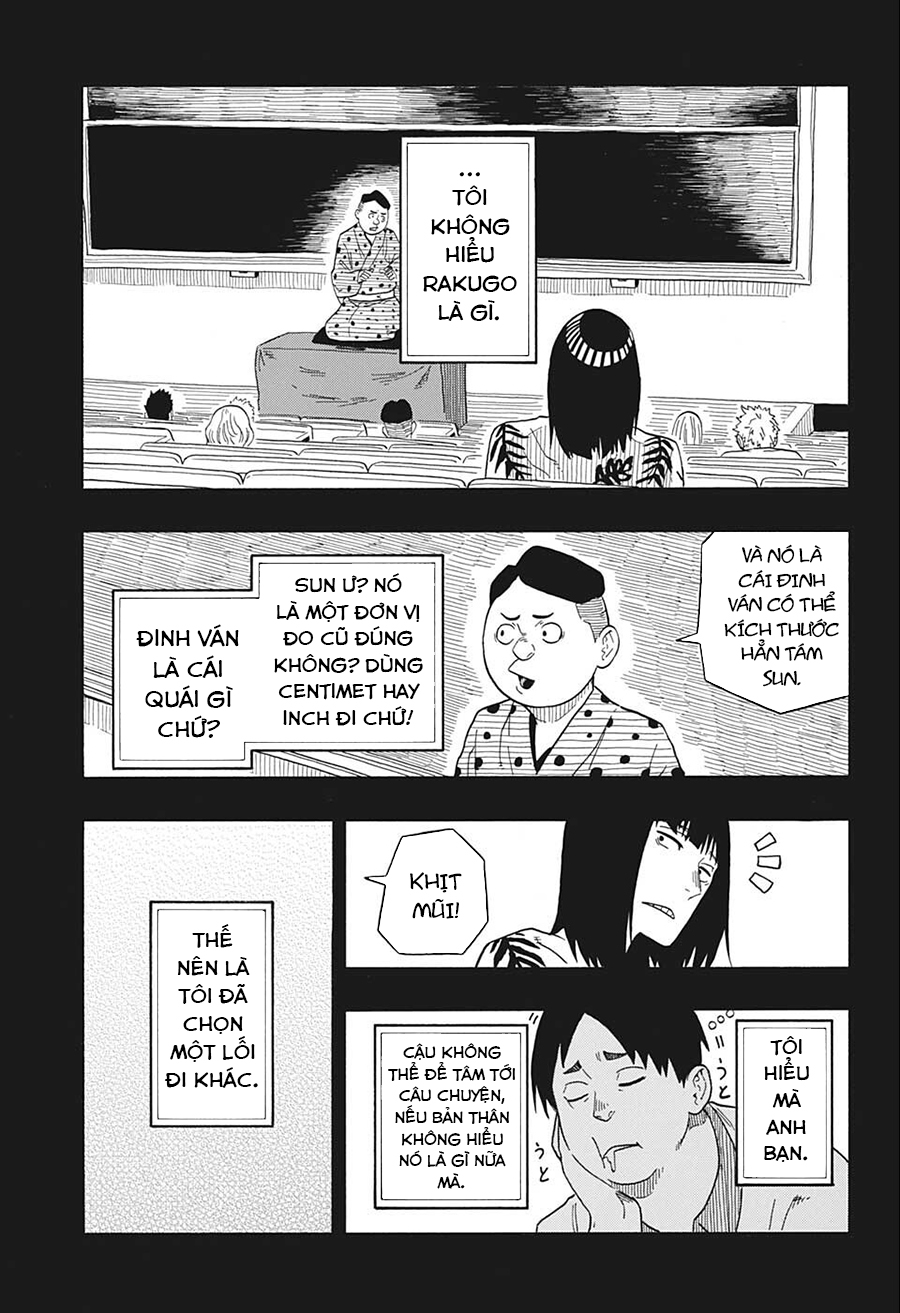 ...
TÔI
KHÔNG
HIỂU
RAKUGO
LÀ GÌ.
VÀ NÓ LÀ
CÁI ĐINH
VÁN CÓ THỂ
KÍCH THƯỚC
HẲN TÁM
SUN.
SUN Ư? NÓ
LÀ MỘT ĐƠN VỊ
ĐO CŨ ĐÚNG
KHÔNG? DÙNG
CENTIMET HAY
INCH ĐI CHỨ!
ĐINH VÁN
LÀ CÁI
QUÁI GÌ
CHỨ?
KHỊT
MŨI!
TÔI
HIỂU
MÀ
ANH
BẠN.
うと
うと
CẬU KHÔNG
THỂ ĐỂ TÂM TỚI
CÂU CHUYỆN,
NẾU BẢN THÂN
KHÔNG HIỂU
NÓ LÀ GÌ NỮA
MÀ.
THẾ
NÊN LÀ
TÔI ĐÃ
CHỌN
MỘT LỐI
ĐI KHÁC.